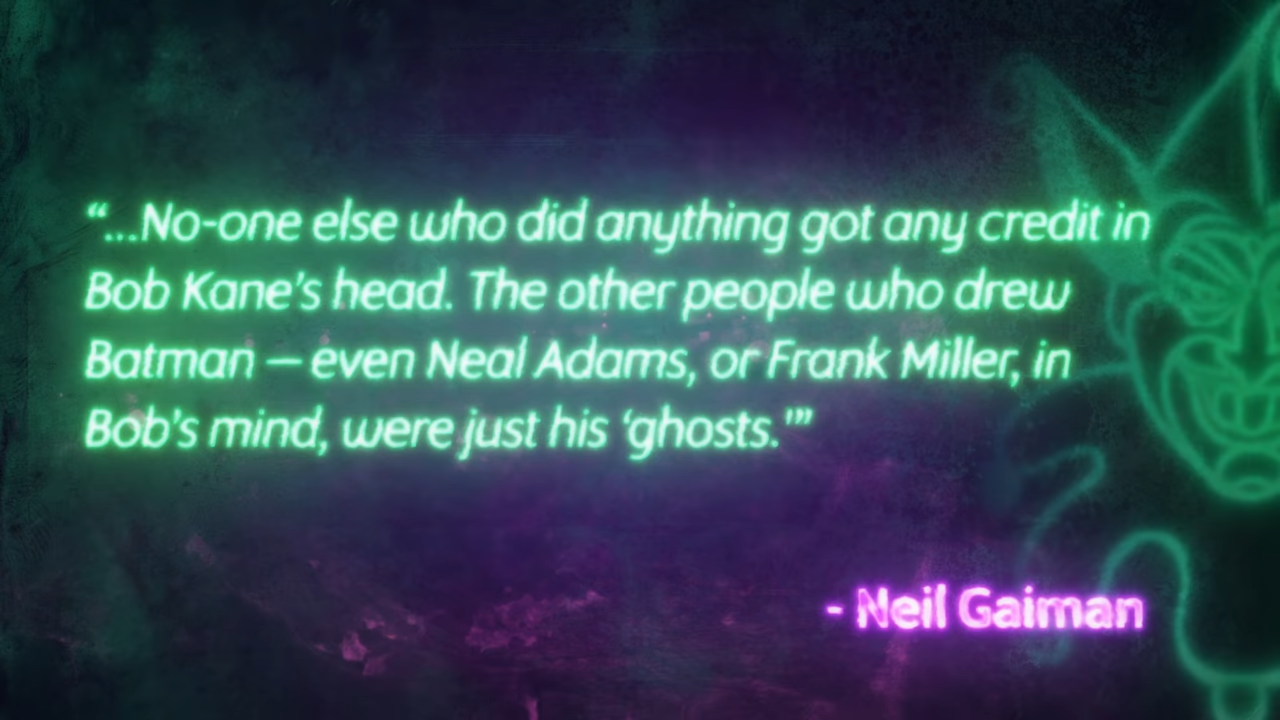 “...No-one else who did anything got any credit in
Bob Kane’s head. The other people who drew
Batman – even Neal Adams, or Frank Miller, in
Bob’s mind, were just his ‘ghosts.’”
- Neil Gaiman